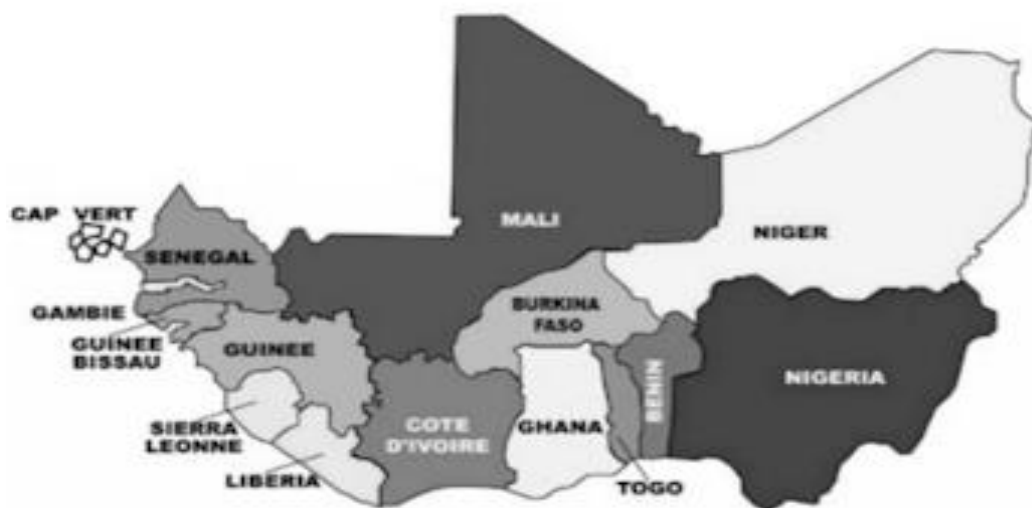 CAP VERT
MALI
NIGER
SENEGAL
GAMBIE
BURKINA
FASO
GUÍNEE
BISSAU
GUINEE
NIGERIA
BENIN
SIERRA
LEONNE
COTE
D'IVOIRE
GHANA
LIBERIA
TOGO